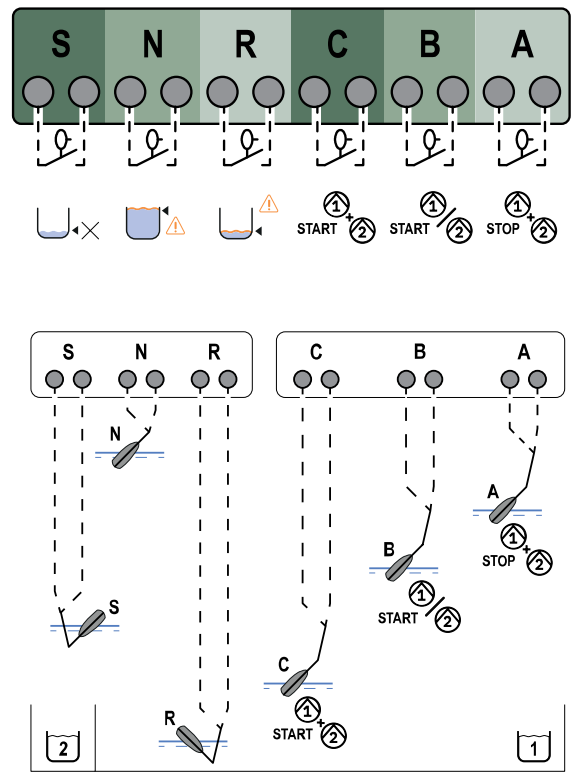 S N R C B A
1 + 2
START
1 / 2
START
1 + 2
STOP
S N R
C B A
N
A
1 + 2
STOP
B
1 / 2
START
S
C
1 + 2
START
R
2
1